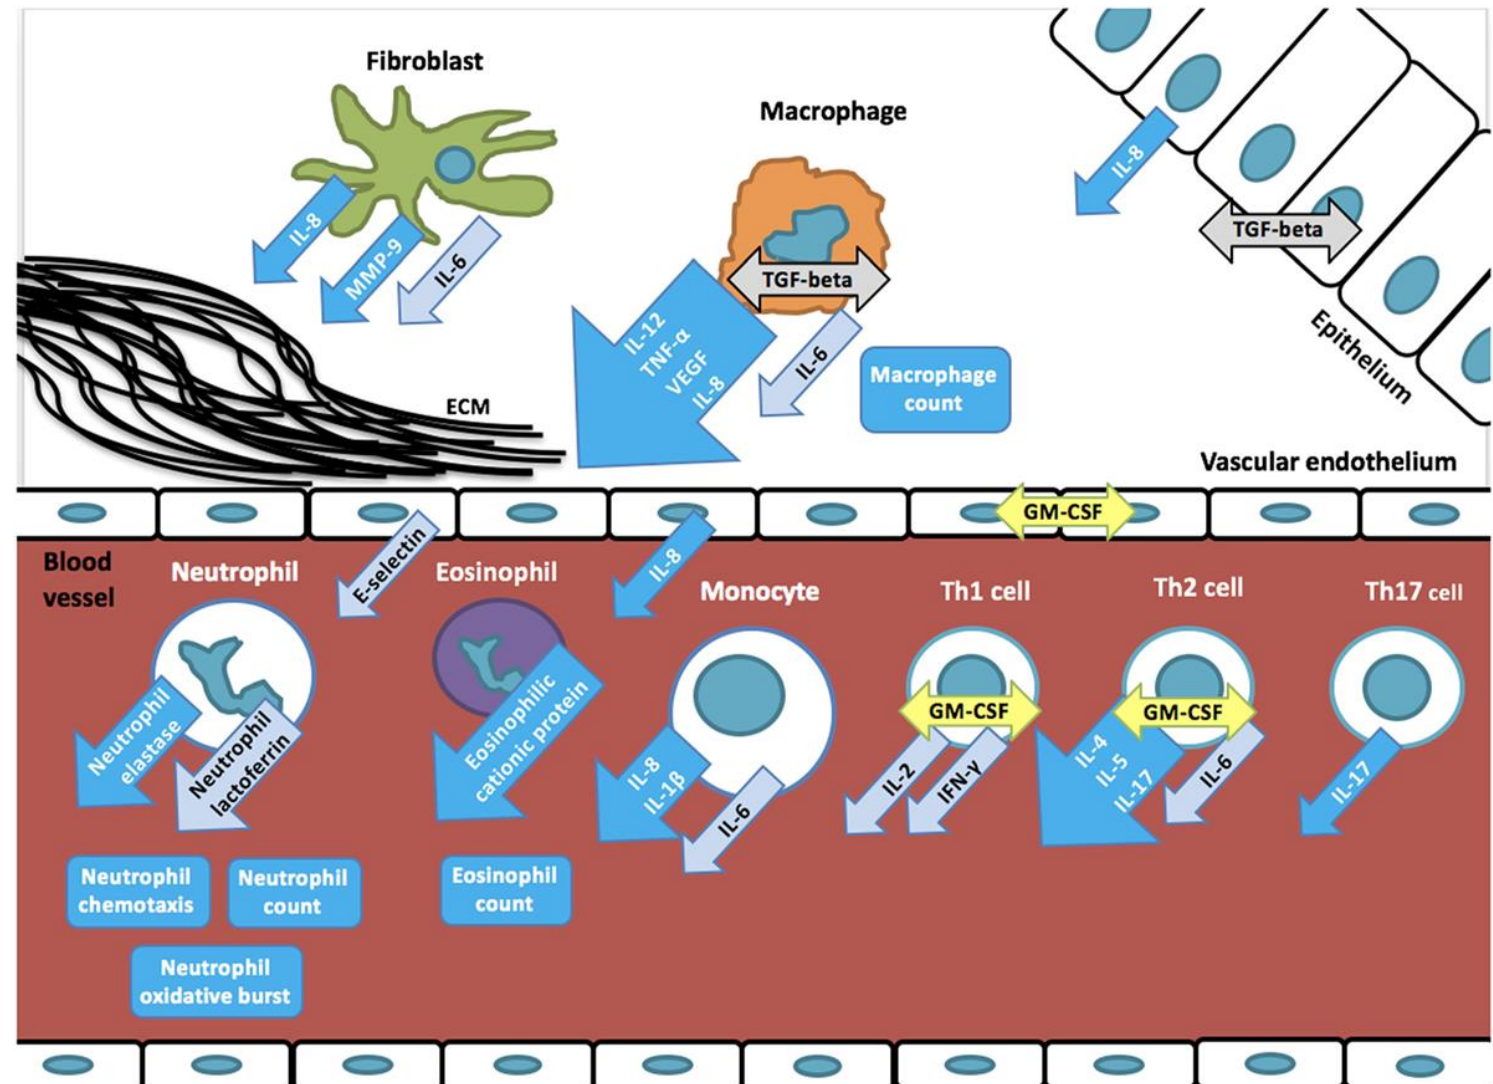 Fibroblast
Macrophage
IL-8
IL-8
MMP-9
IL-6
TGF-beta
TGF-beta
IL-12
TNF-α
VEGF
IL-8
IL-6
Macrophage
count
Epithelium
ECM
Vascular endothelium
GM-CSF
Blood
vessel
Neutrophil
E-selectin
Eosinophil
IL-8
Monocyte
Th1 cell
Th2 cell
Th17 cell
Neutrophil
elastase
Neutrophil
lactoferrin
Eosinophilic
cationic protein
IL-8
IL-1β
IL-6
GM-CSF
IL-2
IFN-γ
GM-CSF
IL-4
IL-5
IL-17
IL-6
IL-17
Neutrophil
chemotaxis
Neutrophil
count
Eosinophil
count
Neutrophil
oxidative burst